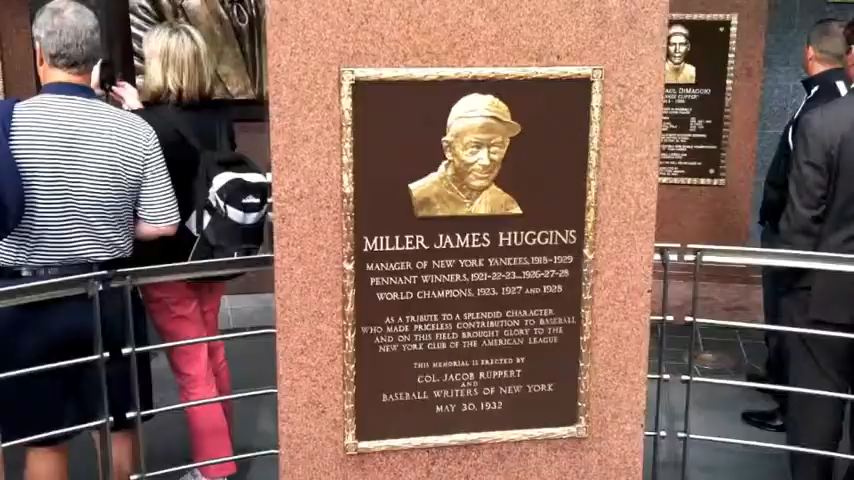 MILLER JAMES HUGGINS
MANAGER OF NEW YORK YANKEES, 1918-1929
PENNANT WINNERS, 1921-22-23...1926-27-28
WORLD CHAMPIONS, 1923, 1927 AND 1928
AS A TRIBUTE TO A SPLENDID CHARACTER
WHO MADE PRICELESS CONTRIBUTION TO BASEBALL
AND ON THIS FIELD BROUGHT GLORY TO THE
NEW YORK CLUB OF THE AMERICAN LEAGUE
THIS MEMORIAL IS ERECTED BY
COL. JACOB RUPPERT
AND
BASEBALL WRITERS OF NEW YORK
MAY 30, 1932
PAUL DIMAGGIO